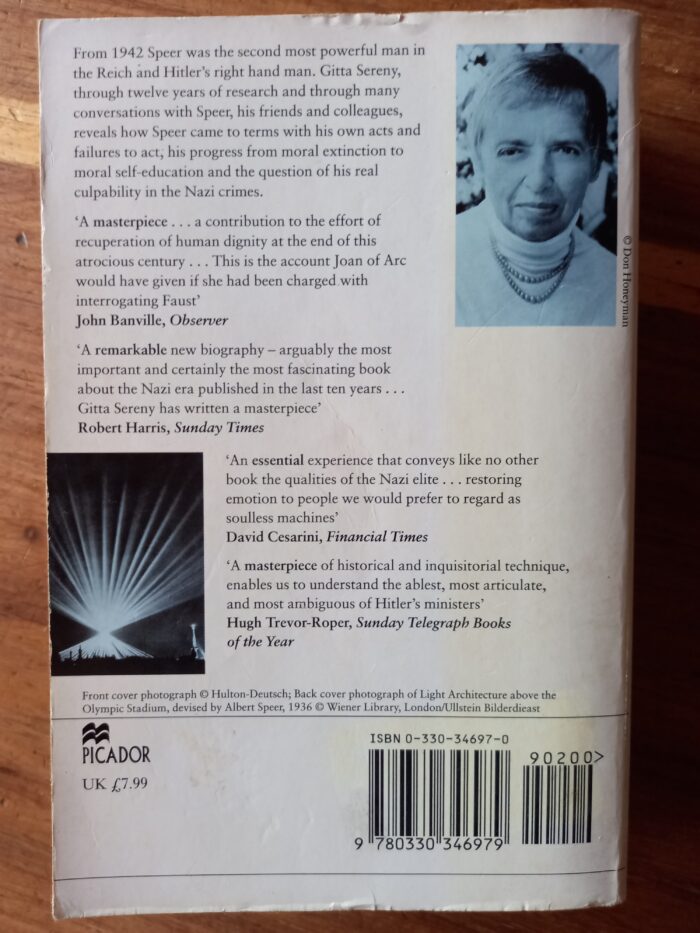 From 1942 Speer was the second most powerful man in
the Reich and Hitler's right hand man. Gitta Sereny,
through twelve years of research and through many
conversations with Speer, his friends and colleagues,
reveals how Speer came to terms with his own acts and
failures to act, his progress from moral extinction to
moral self-education and the question of his real
culpability in the Nazi crimes.
© Don Honeyman
‘A masterpiece . . . a contribution to the effort of
recuperation of human dignity at the end of this
atrocious century . . . This is the account Joan of Arc
would have given if she had been charged with
interrogating Faust’
John Banville, Observer
‘A remarkable new biography – arguably the most
important and certainly the most fascinating book
about the Nazi era published in the last ten years . . .
Gitta Sereny has written a masterpiece’
Robert Harris, Sunday Times
‘An essential experience that conveys like no other
book the qualities of the Nazi elite . . . restoring
emotion to people we would prefer to regard as
soulless machines’
David Cesarini, Financial Times
‘A masterpiece of historical and inquisitorial technique,
enables us to understand the ablest, most articulate,
and most ambiguous of Hitler's ministers’
Hugh Trevor-Roper, Sunday Telegraph Books
of the Year
Front cover photograph © Hulton-Deutsch; Back cover photograph of Light Architecture above the
Olympic Stadium, devised by Albert Speer, 1936 © Wiener Library, London/Ullstein Bilderdieast
PICADOR
UK £7.99
ISBN 0-330-34697-0
90200>
9 780330 346979